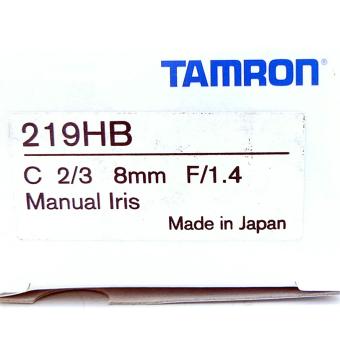 TAMRON®
219HB
C 2/3 8mm F/1.4
Manual Iris
Made in Japan